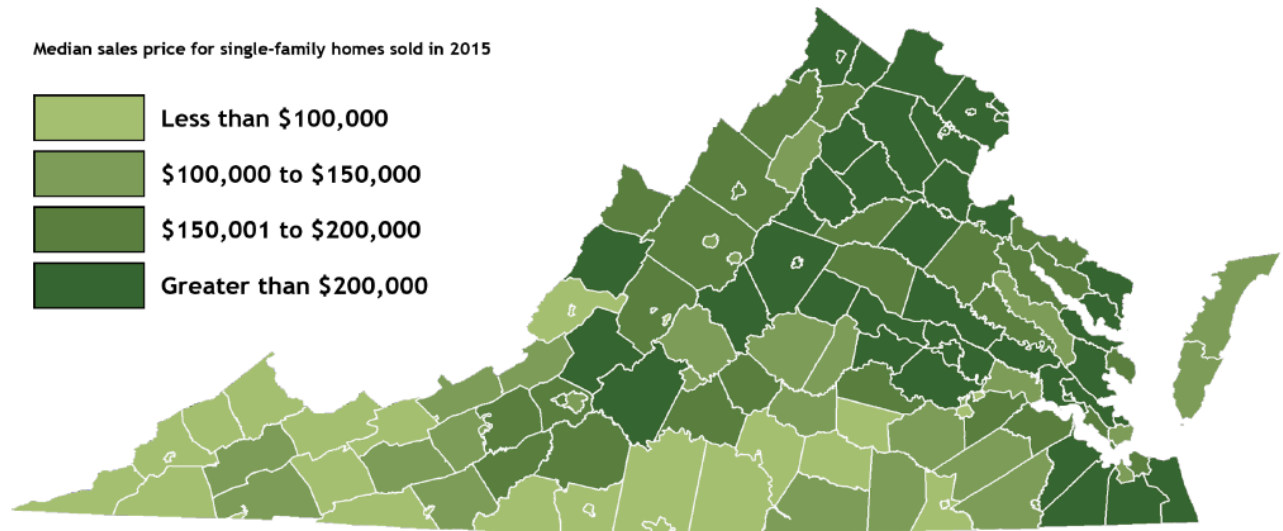 Median sales price for single-family homes sold in 2015
Less than $100,000
$100,000 to $150,000
$150,001 to $200,000
Greater than $200,000